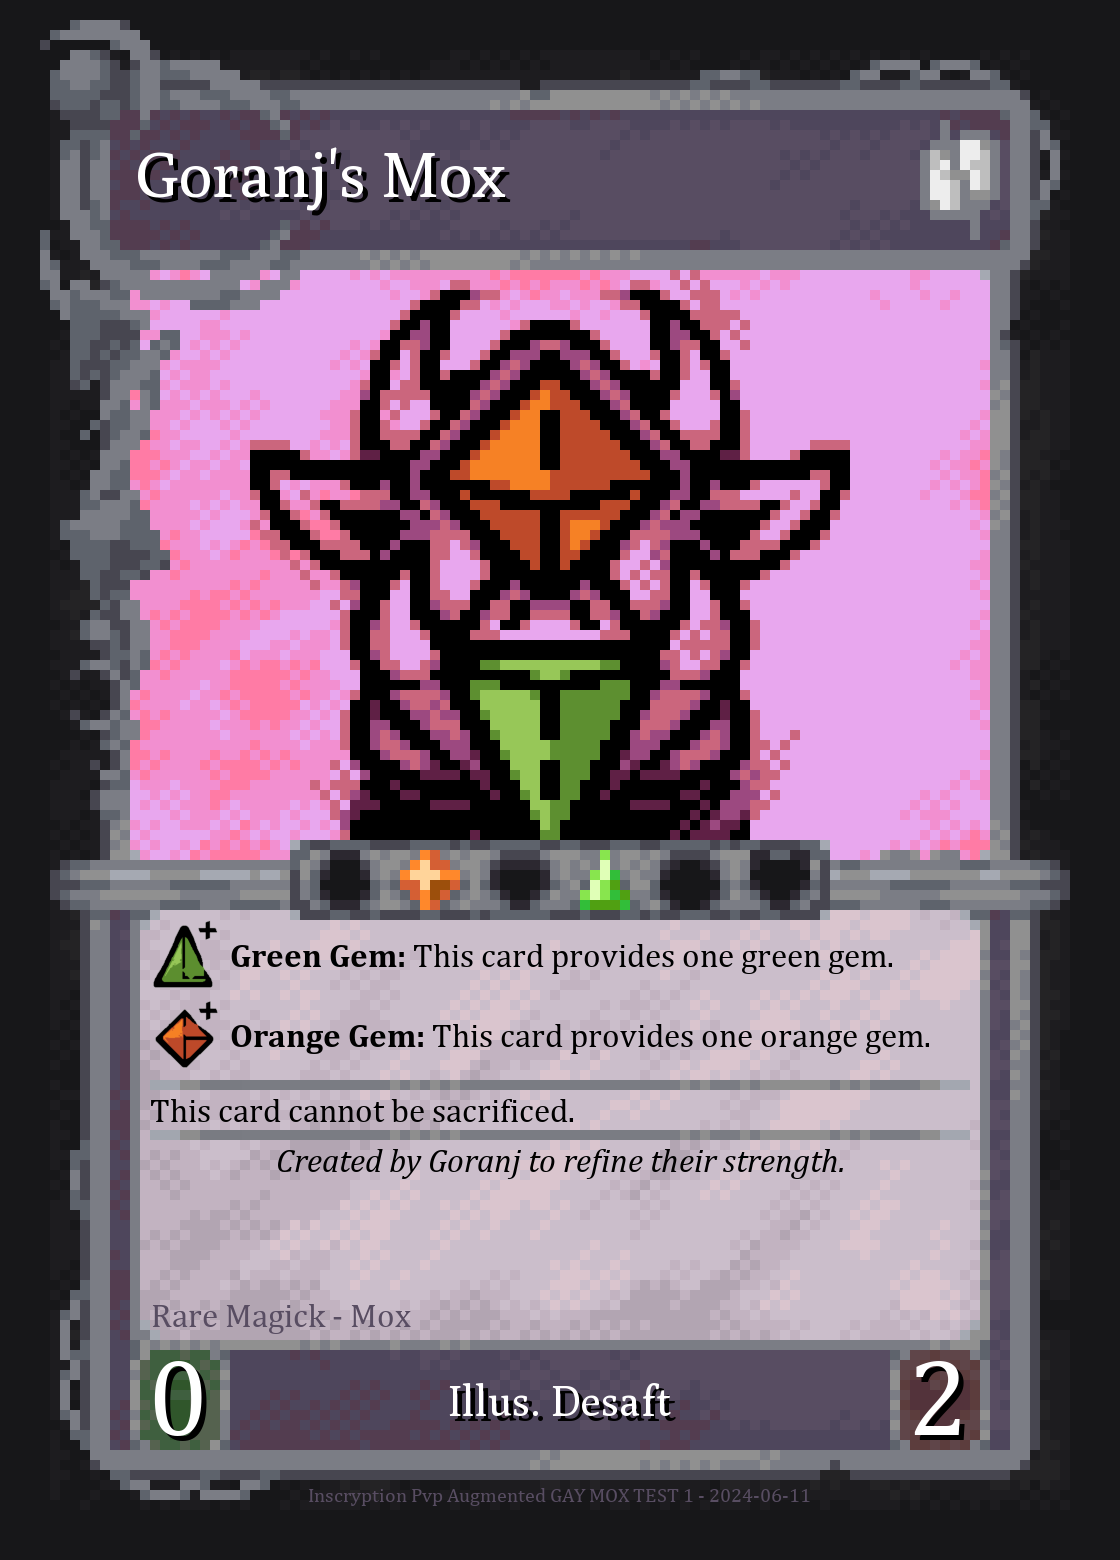 Goranj's Mox
Green Gem: This card provides one green gem.
Orange Gem: This card provides one orange gem.
This card cannot be sacrificed.
Created by Goranj to refine their strength.
Rare Magick - Mox
0
Illus. Desaft
2
Inscryption Pvp Augmented GAY MOX TEST 1 - 2024-06-11